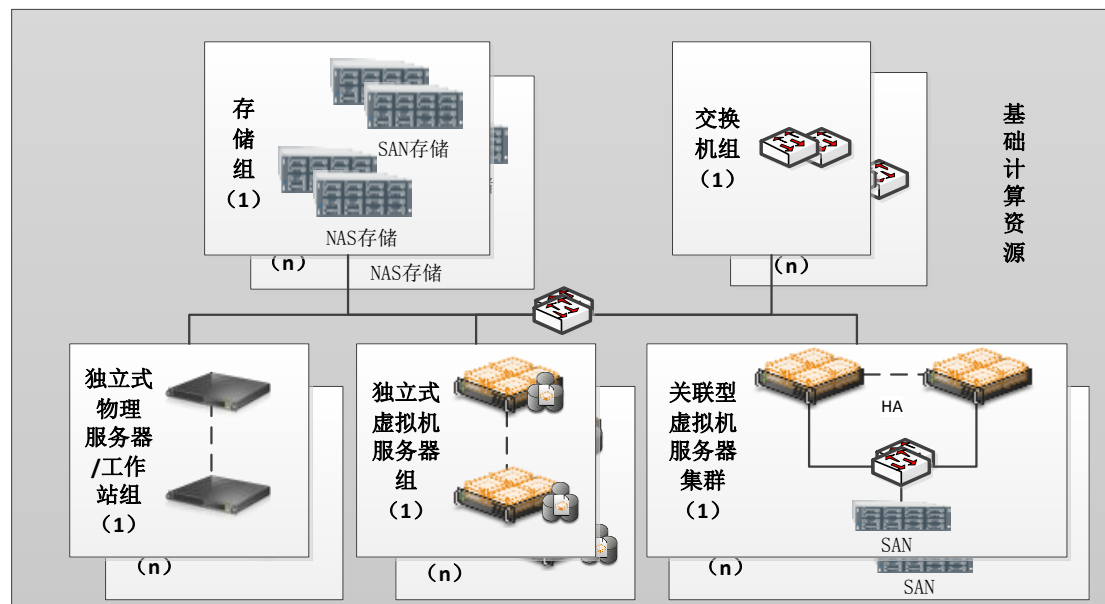 存
储
组
（1）
SAN存储
NAS存储
（n）
NAS存储
交换
机组
（1）
（n）
基
础
计
算
资
源
独立式
物理
服务器
/工作
站组
（1）
（n）
独立式
虚拟机
服务器
组
（1）
（n）
关联型
虚拟机
服务器
集群
（1）
HA
SAN
（n）
SAN